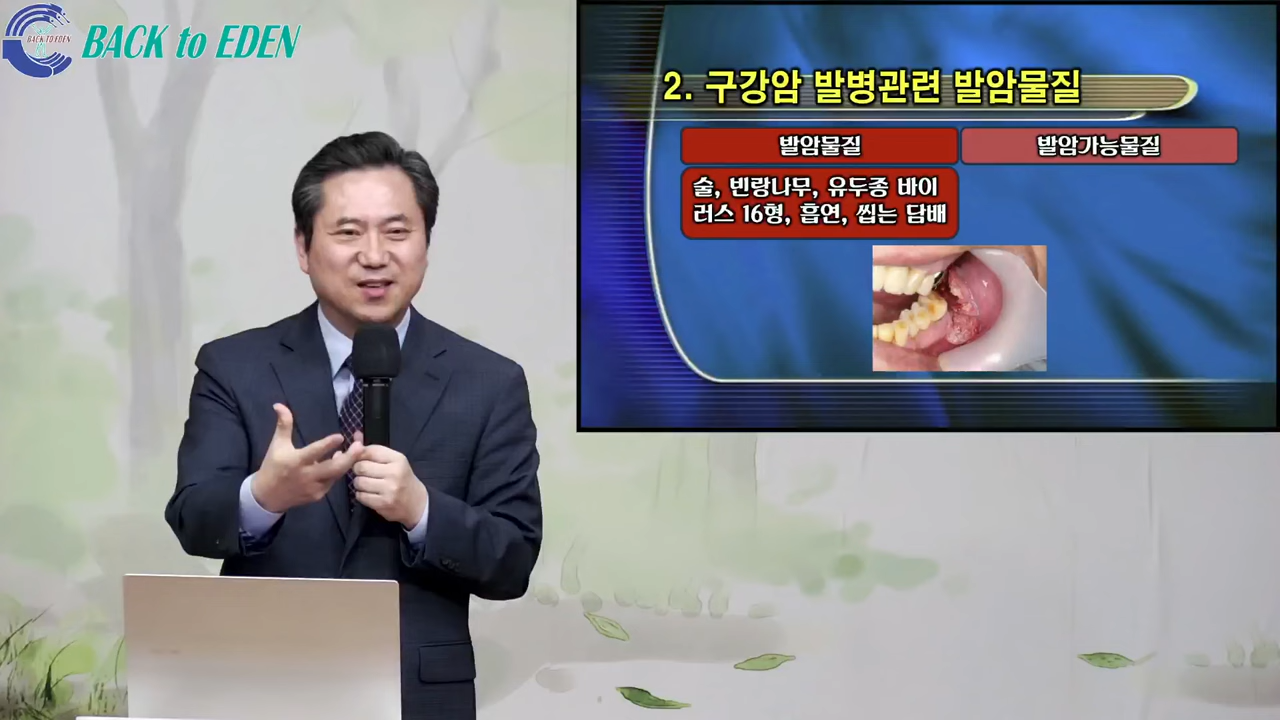 BACK TO EDEN
BACK to EDEN
2. 구강암 발병관련 발암물질
발암물질
발암가능물질
술, 빈랑나무, 유두종 바이
러스 16형, 흡연, 씹는 담배